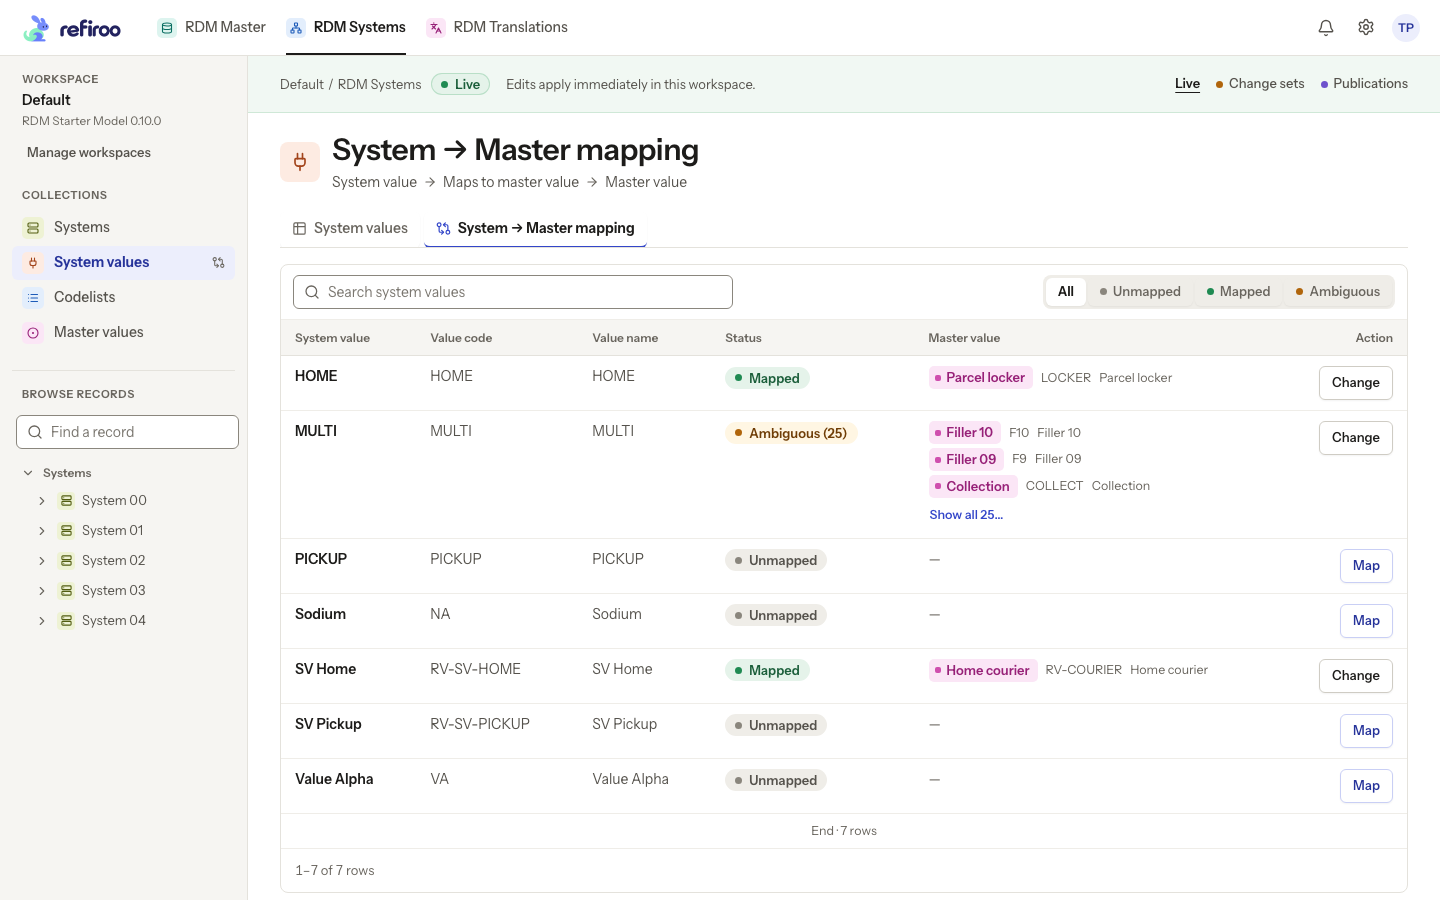 refiroo
RDM Master
RDM Systems
RDM Translations
TP
WORKSPACE
Default
RDM Starter Model 0.10.0
Manage workspaces
COLLECTIONS
Systems
System values
Codelists
Master values
BROWSE RECORDS
Find a record
Systems
System 00
System 01
System 02
System 03
System 04
Default / RDM Systems Live Edits apply immediately in this workspace.
Live Change sets Publications
System → Master mapping
System value → Maps to master value → Master value
System values System → Master mapping
Search system values
All Unmapped Mapped Ambiguous
System value Value code Value name Status Master value Action
HOME HOME HOME Mapped Parcel locker LOCKER Parcel locker Change
MULTI MULTI MULTI Ambiguous (25) Filler 10 F10 Filler 10 Change
Filler 09 F9 Filler 09
Collection COLLECT Collection
Show all 25…
PICKUP PICKUP PICKUP Unmapped — Map
Sodium NA Sodium Unmapped — Map
SV Home RV-SV-HOME SV Home Mapped Home courier RV-COURIER Home courier Change
SV Pickup RV-SV-PICKUP SV Pickup Unmapped — Map
Value Alpha VA Value Alpha Unmapped — Map
End · 7 rows
1–7 of 7 rows